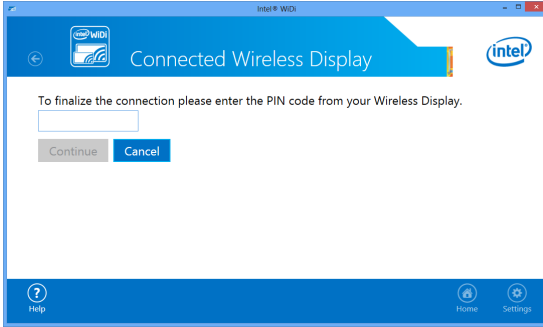 Intel® WiDi
intel WiDi
Connected Wireless Display
intel®
To finalize the connection please enter the PIN code from your Wireless Display.
Continue Cancel
?
Help Home Settings